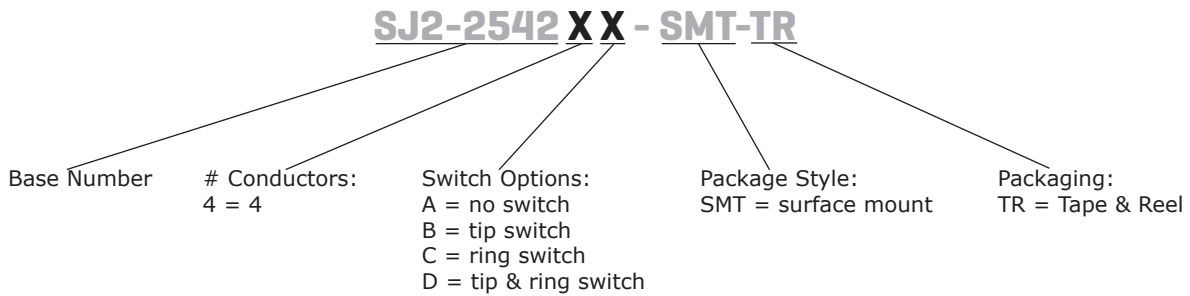 SJ2-2542 X X - SMT-TR
Base Number
# Conductors:
4 = 4
Switch Options:
A = no switch
B = tip switch
C = ring switch
D = tip & ring switch
Package Style:
SMT = surface mount
Packaging:
TR = Tape & Reel